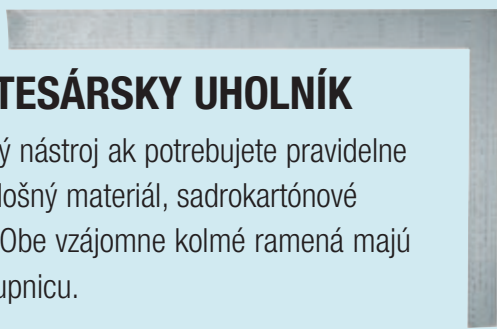 TESÁRSKY UHOLNÍK
ý nástroj ak potrebujete pravidelne
lošný materiál, sadrokartónové
Obe vzájomne kolmé ramená majú
upnicu.